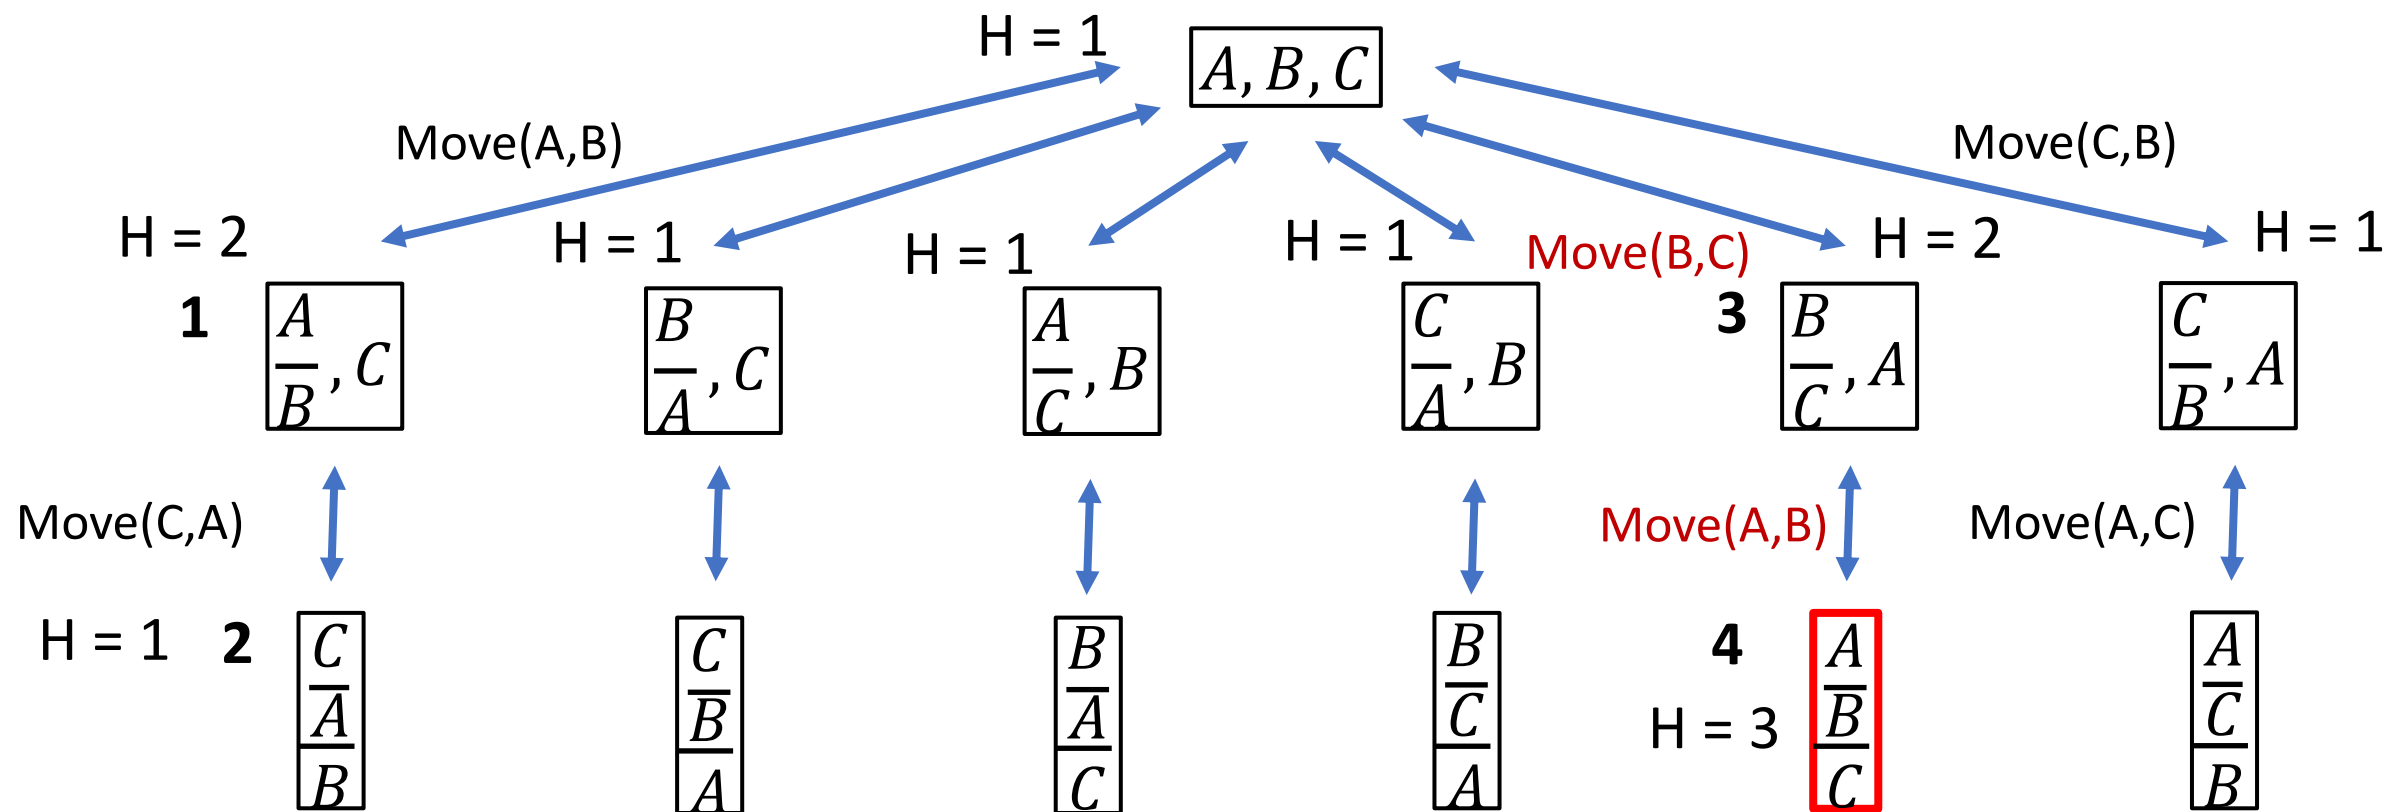 H = 1
A, B, C
Move(A,B)
Move(C,B)
H = 2
H = 1
H = 1
H = 1
Move(B,C)
H = 2
H = 1
1
A
B
, C
B
A
, C
A
C
, B
C
A
, B
3
B
C
, A
C
B
, A
Move(C,A)
Move(A,B)
Move(A,C)
H = 1
2
C
A
B
C
B
A
B
A
C
B
C
A
4
H = 3
A
B
C
A
C
B